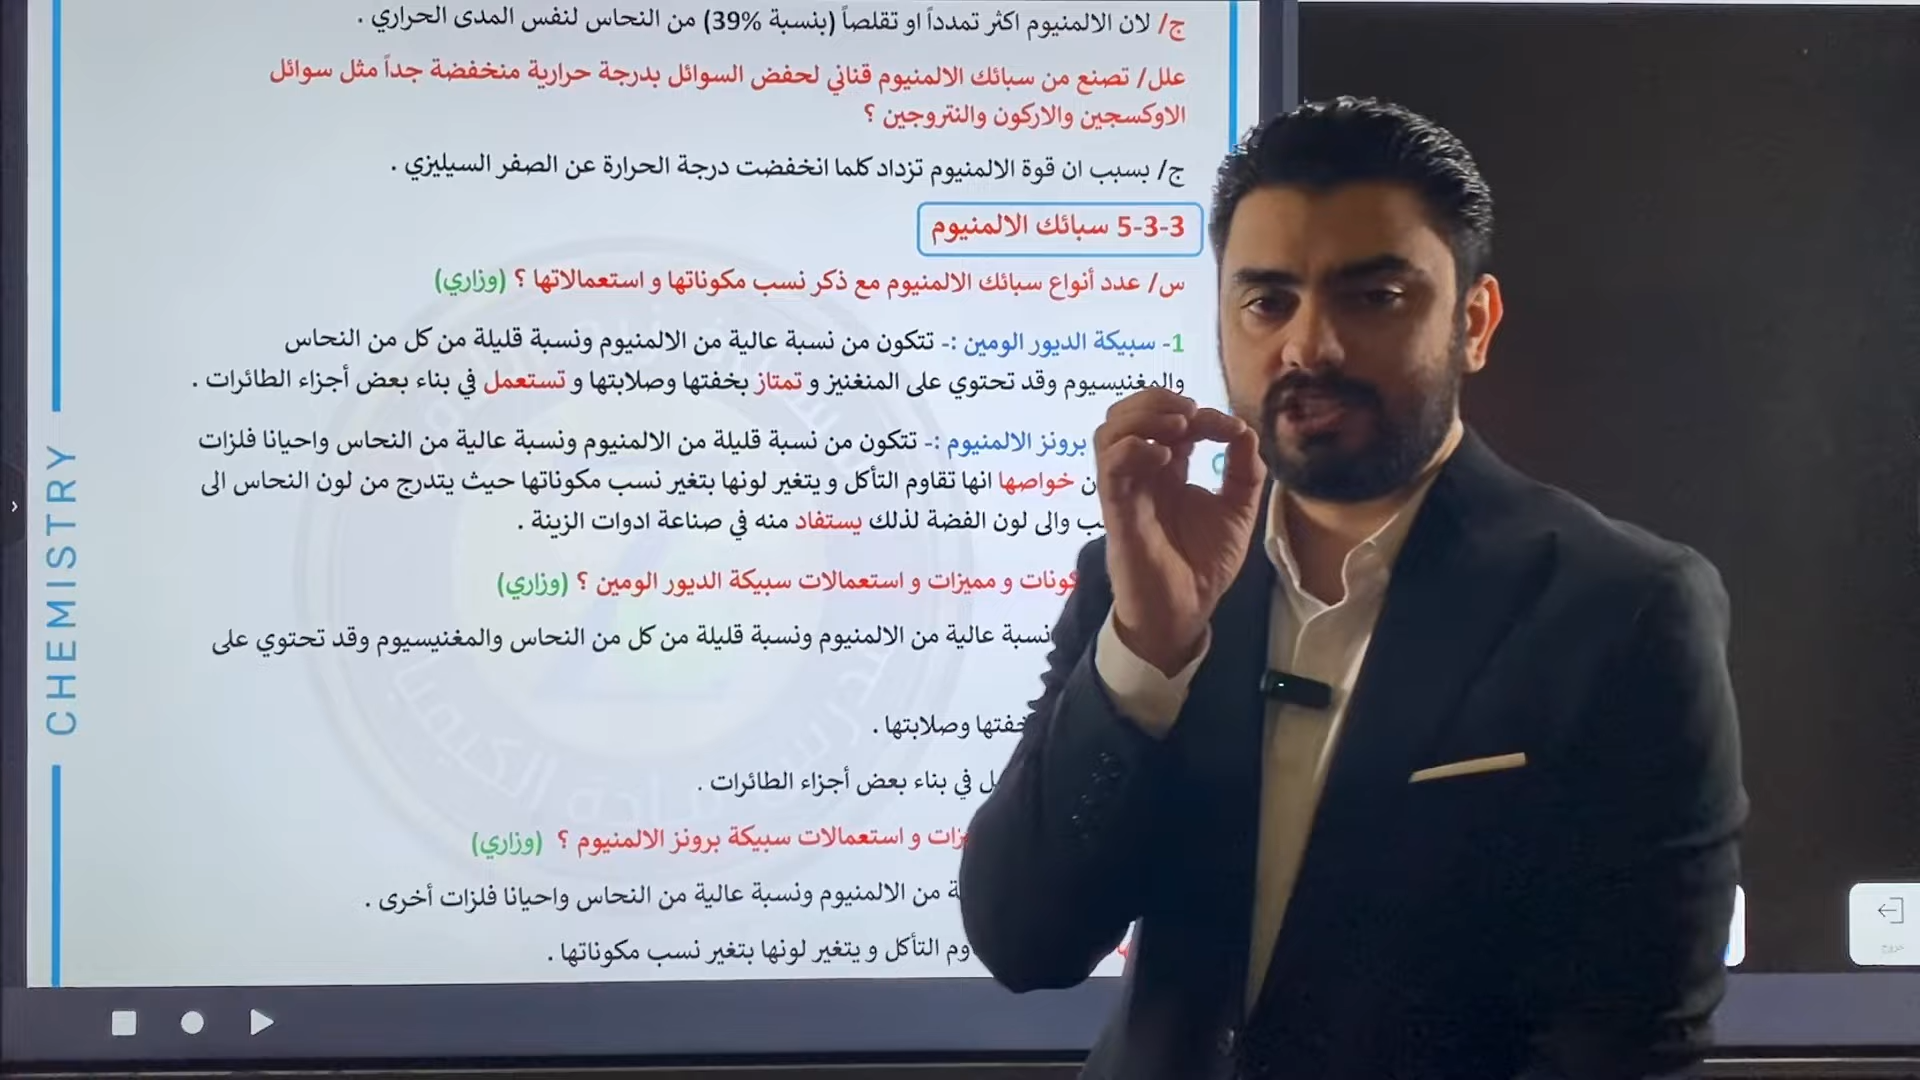 ج/ لان الالمنيوم اكثر تمدداً او تقلصاً (بنسبة 39%) من النحاس لنفس المدى الحراري .
علل/ تصنع من سبائك الالمنيوم قناني لحفض السوائل بدرجة حرارية منخفضة جداً مثل سوائل
الاوكسجين والاركون والنتروجين ؟
ج/ بسبب ان قوة الالمنيوم تزداد كلما انخفضت درجة الحرارة عن الصفر السيليزي .
5-3-3 سبائك الالمنيوم
س/ عدد أنواع سبائك الالمنيوم مع ذكر نسب مكوناتها و استعمالاتها ؟ (وزاري)
1- سبيكة الديور الومين :- تتكون من نسبة عالية من الالمنيوم ونسبة قليلة من كل من النحاس
والمغنيسيوم وقد تحتوي على المنغنيز و تمتاز بخفتها وصلابتها و تستعمل في بناء بعض أجزاء الطائرات .
برونز الالمنيوم :- تتكون من نسبة قليلة من الالمنيوم ونسبة عالية من النحاس واحيانا فلزات
خواصها انها تقاوم التأكل و يتغير لونها بتغير نسب مكوناتها حيث يتدرج من لون النحاس الى
والى لون الفضة لذلك يستفاد منه في صناعة ادوات الزينة .
و مميزات و استعمالات سبيكة الديور الومين ؟ (وزاري)
نسبة عالية من الالمنيوم ونسبة قليلة من كل من النحاس والمغنيسيوم وقد تحتوي على
وصلابتها .
في بناء بعض أجزاء الطائرات .
و استعمالات سبيكة برونز الالمنيوم ؟ (وزاري)
من الالمنيوم ونسبة عالية من النحاس واحيانا فلزات أخرى .
التأكل و يتغير لونها بتغير نسب مكوناتها .
CHEMISTRY
خروج